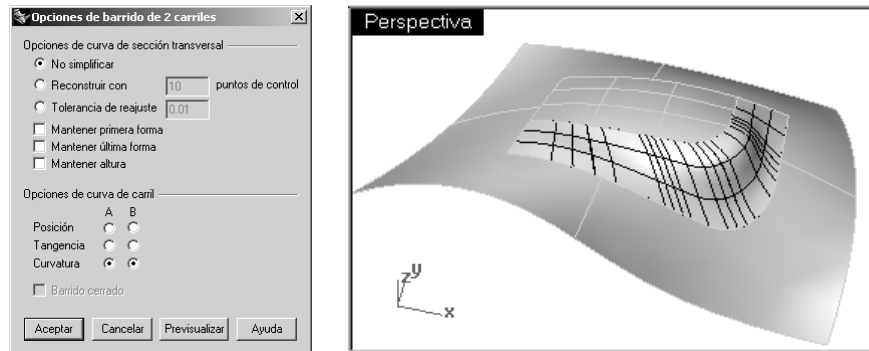 Opciones de barrido de 2 carriles
Opciones de curva de sección transversal
No simplificar
Reconstruir con 10 puntos de control
Tolerancia de reajuste 0.01
Mantener primera forma
Mantener última forma
Mantener altura
Opciones de curva de carril
A B
Posición
Tangencia
Curvatura
Barrido cerrado
Aceptar Cancelar Previsualizar Ayuda
Perspectiva
z y
x